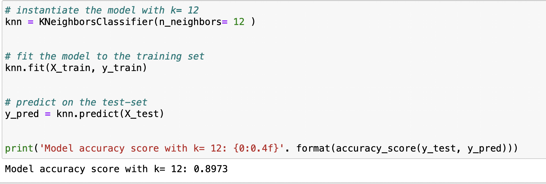 # instantiate the model with k= 12
knn = KNeighborsClassifier(n_neighbors= 12 )
# fit the model to the training set
knn.fit(X_train, y_train)
# predict on the test-set
y_pred = knn.predict(X_test)
print('Model accuracy score with k= 12: {0:0.4f}'. format(accuracy_score(y_test, y_pred)))
Model accuracy score with k= 12: 0.8973